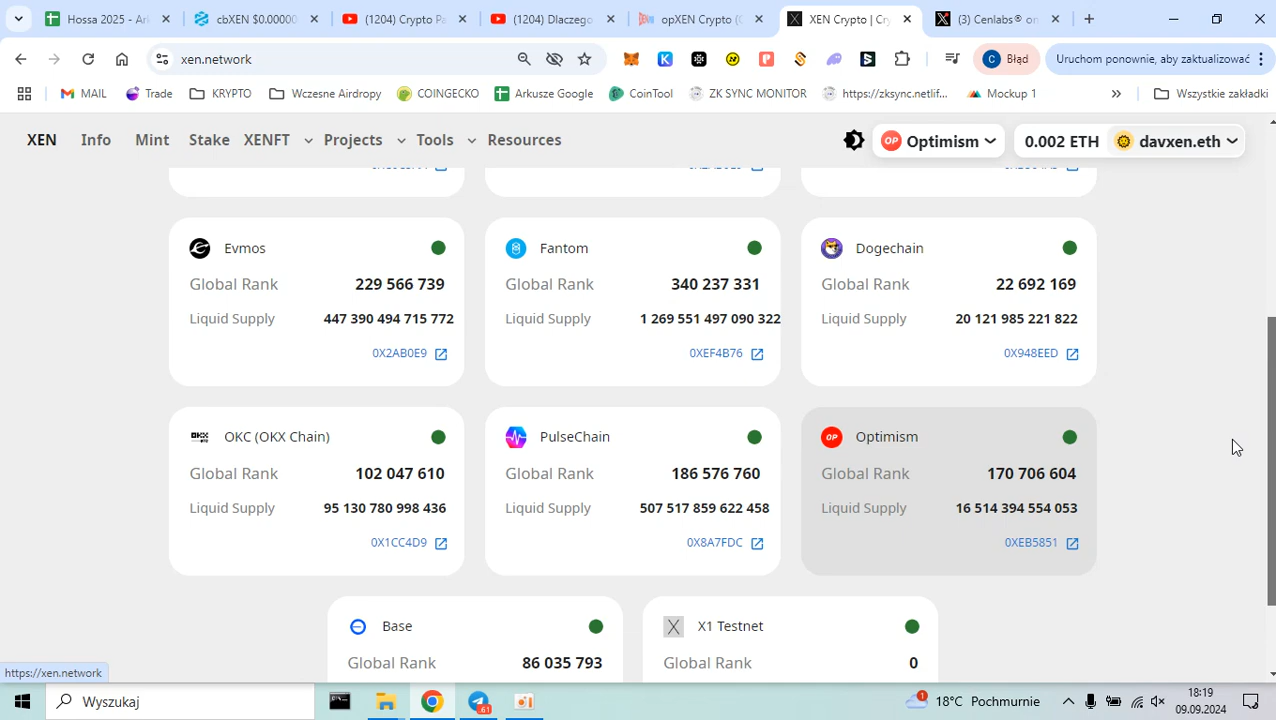 Hossa 2025 - Ark
cbXEN $0.00000
(1204) Crypto Pa
(1204) Dlaczego
opXEN Crypto (
XEN Crypto | Cry
(3) Cenlabs® on
xen.network
C Błąd
Uruchom ponownie, aby zaktualizować
MAIL
Trade
KRYPTO
Wczesne Airdropy
COINGECKO
Arkusze Google
CoinTool
ZK SYNC MONITOR
https://zksync.netlif...
Mockup 1
Wszystkie zakładki
XEN Info Mint Stake XENFT Projects Tools Resources
OP Optimism
0.002 ETH davxen.eth
Evmos
Global Rank 229 566 739
Liquid Supply 447 390 494 715 772
0X2AB0E9
Fantom
Global Rank 340 237 331
Liquid Supply 1 269 551 497 090 322
0XEF4B76
Dogechain
Global Rank 22 692 169
Liquid Supply 20 121 985 221 822
0X948EED
OKX OKC (OKX Chain)
Global Rank 102 047 610
Liquid Supply 95 130 780 998 436
0X1CC4D9
PulseChain
Global Rank 186 576 760
Liquid Supply 507 517 859 622 458
0X8A7FDC
OP Optimism
Global Rank 170 706 604
Liquid Supply 16 514 394 554 053
0XEB5851
Base
Global Rank 86 035 793
X X1 Testnet
Global Rank 0
https://xen.network
Wyszukaj
61
1
18°C Pochmurnie
18:19
09.09.2024